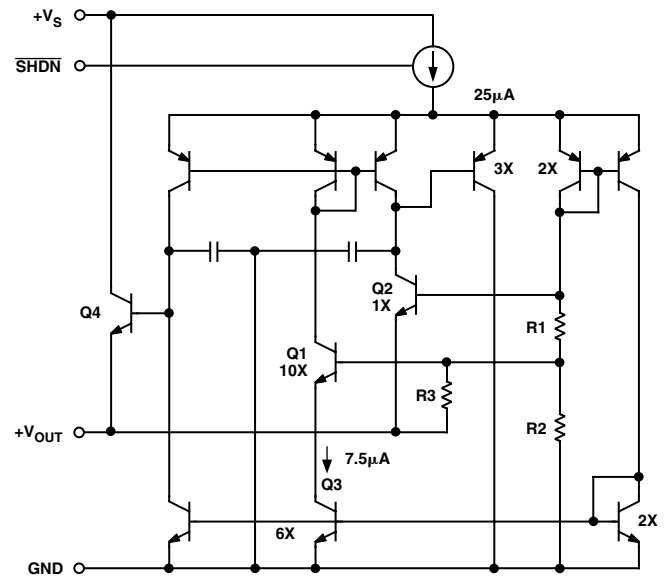 +VS
SHDN
25µA
3X
2X
Q2
1X
Q4
R1
Q1
10X
R3
R2
+VOUT
7.5µA
Q3
6X
2X
GND